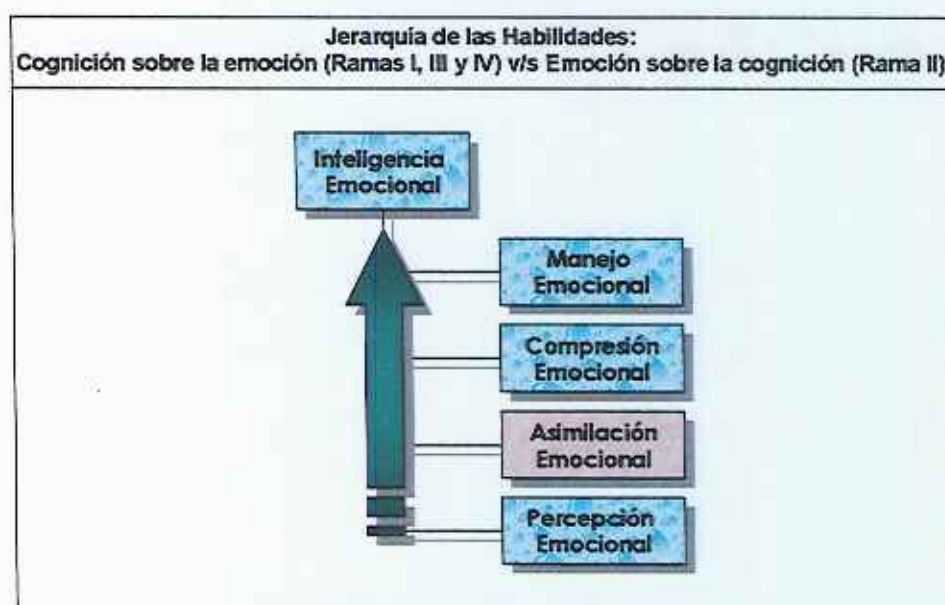 Jerarquía de las Habilidades:
Cognición sobre la emoción (Ramas I, III y IV) v/s Emoción sobre la cognición (Rama II)
Inteligencia
Emocional
Manejo
Emocional
Compresión
Emocional
Asimilación
Emocional
Percepción
Emocional